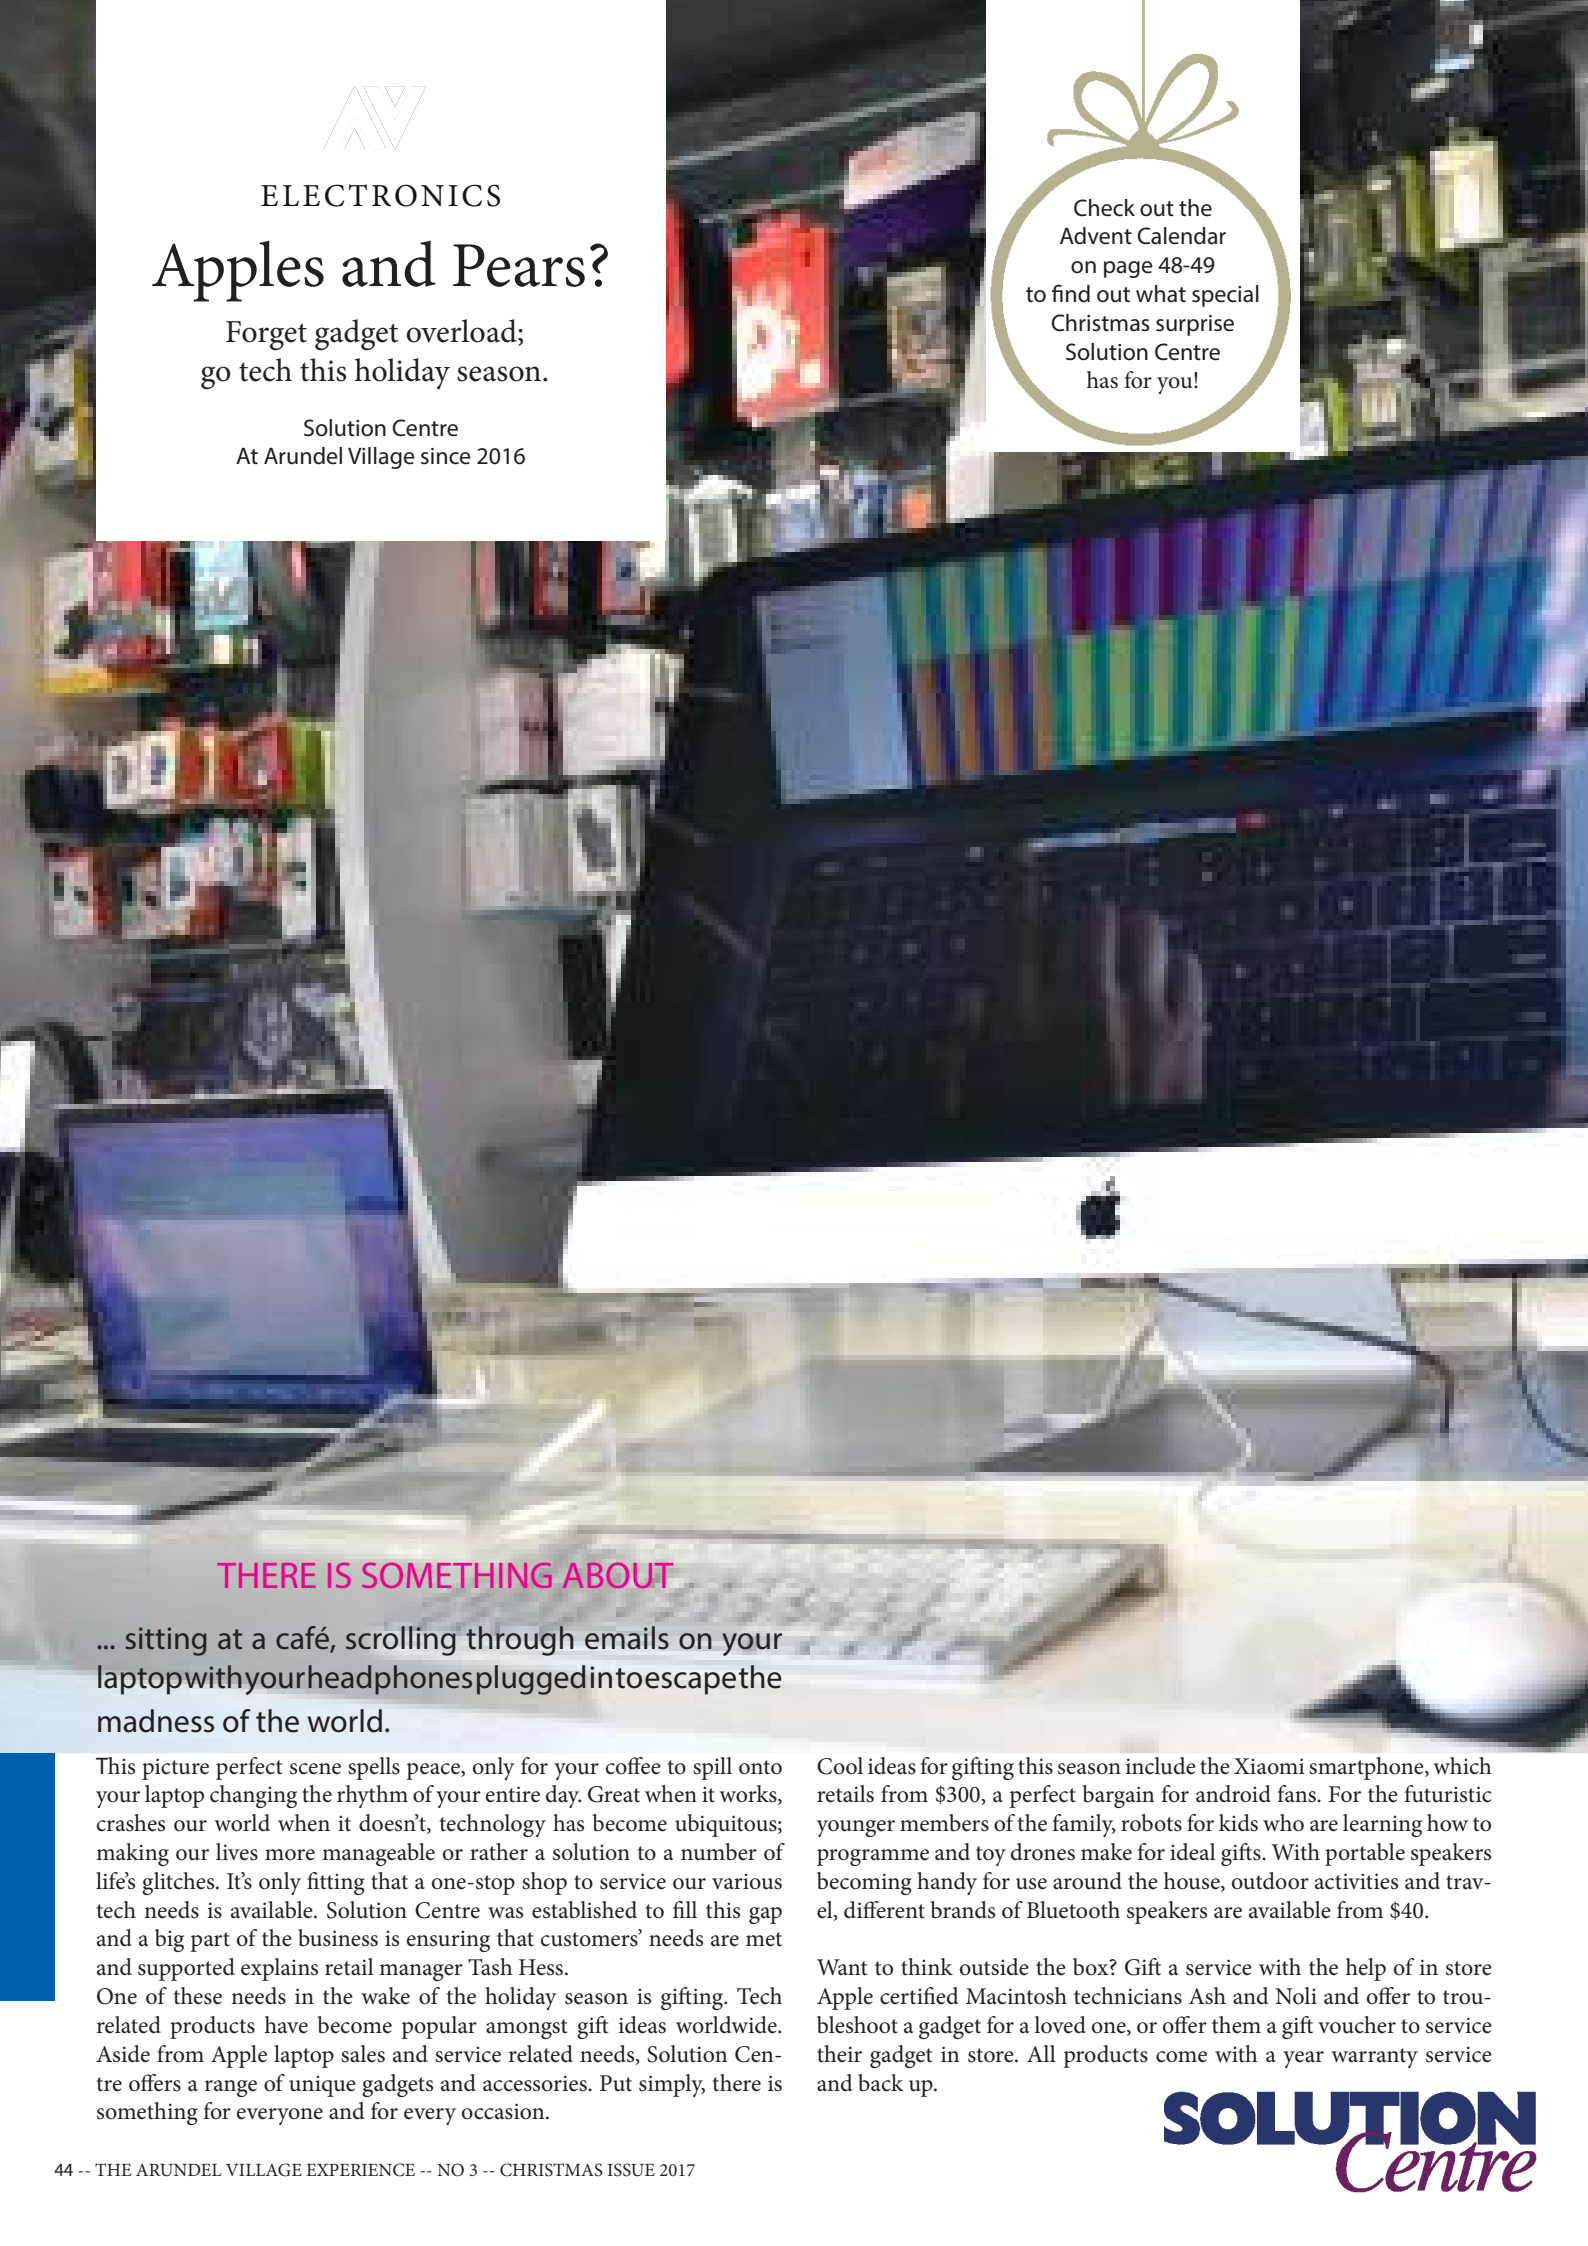 ELECTRONICS
Apples and Pears?
Forget gadget overload;
go tech this holiday season.
Solution Centre
At Arundel Village since 2016
Check out the
Advent Calendar
on page 48-49
to find out what special
Christmas surprise
Solution Centre
has for you!
THERE IS SOMETHING ABOUT
... sitting at a café, scrolling through emails on your
laptop with your headphones plugged in to escape the
madness of the world.
This picture perfect scene spells peace, only for your coffee to spill onto
your laptop changing the rhythm of your entire day. Great when it works,
crashes our world when it doesn’t, technology has become ubiquitous;
making our lives more manageable or rather a solution to a number of
life’s glitches. It’s only fitting that a one-stop shop to service our various
tech needs is available. Solution Centre was established to fill this gap
and a big part of the business is ensuring that customers’ needs are met
and supported explains retail manager Tash Hess.
One of these needs in the wake of the holiday season is gifting. Tech
related products have become popular amongst gift ideas worldwide.
Aside from Apple laptop sales and service related needs, Solution Cen-
tre offers a range of unique gadgets and accessories. Put simply, there is
something for everyone and for every occasion.
Cool ideas for gifting this season include the Xiaomi smartphone, which
retails from $300, a perfect bargain for android fans. For the futuristic
younger members of the family, robots for kids who are learning how to
programme and toy drones make for ideal gifts. With portable speakers
becoming handy for use around the house, outdoor activities and trav-
el, different brands of Bluetooth speakers are available from $40.
Want to think outside the box? Gift a service with the help of in store
Apple certified Macintosh technicians Ash and Noli and offer to trou-
bleshoot a gadget for a loved one, or offer them a gift voucher to service
their gadget in store. All products come with a year warranty service
and back up.
SOLUTION
Centre
44 -- THE ARUNDEL VILLAGE EXPERIENCE -- NO 3 -- CHRISTMAS ISSUE 2017